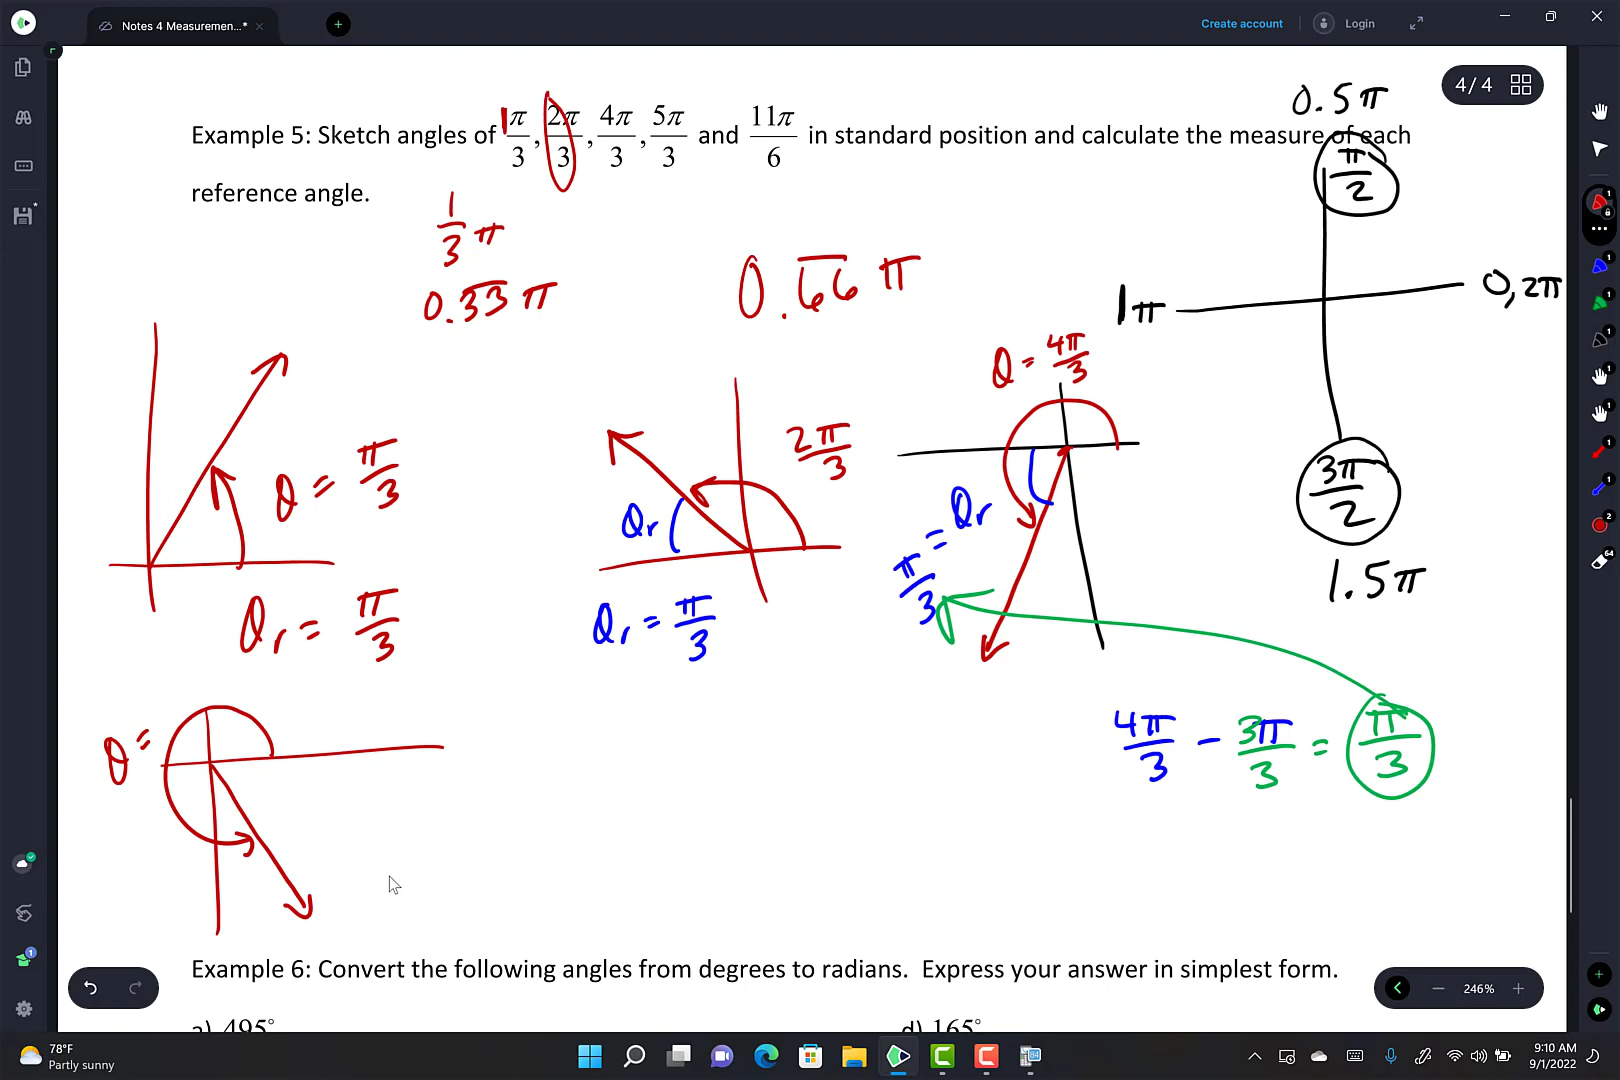 Notes 4 Measuremen...*
Create account
Login
4/4
Example 5: Sketch angles of 1π/3, 2π/3, 4π/3, 5π/3 and 11π/6 in standard position and calculate the measure of each
reference angle.
0.5π
π/2
1/3 π
0.33 π
0.66 π
1π
0, 2π
3π/2
1.5π
θ = π/3
θr = π/3
2π/3
θr
θr = π/3
θ = 4π/3
π/3 = θr
4π/3 - 3π/3 = π/3
θ =
Example 6: Convert the following angles from degrees to radians. Express your answer in simplest form.
a) 495°
d) 165°
246%
78°F
Partly sunny
9:10 AM
9/1/2022